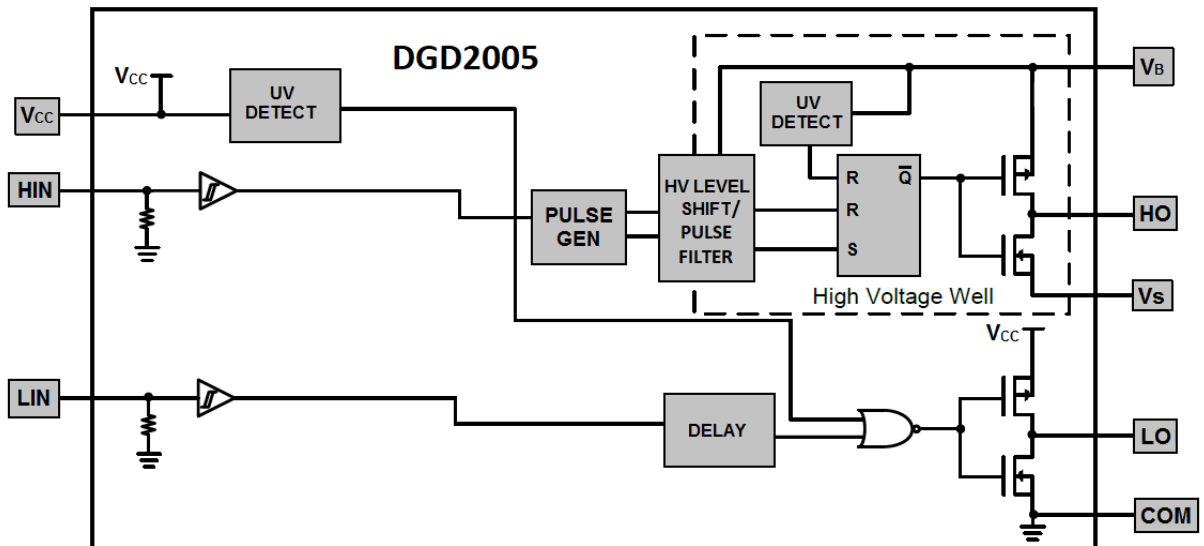 DGD2005
VCC
VCC
UV
DETECT
UV
DETECT
VB
HIN
PULSE
GEN
HV LEVEL
SHIFT/
PULSE
FILTER
R
Q̅
R
S
HO
High Voltage Well
Vs
VCC
LIN
DELAY
LO
COM